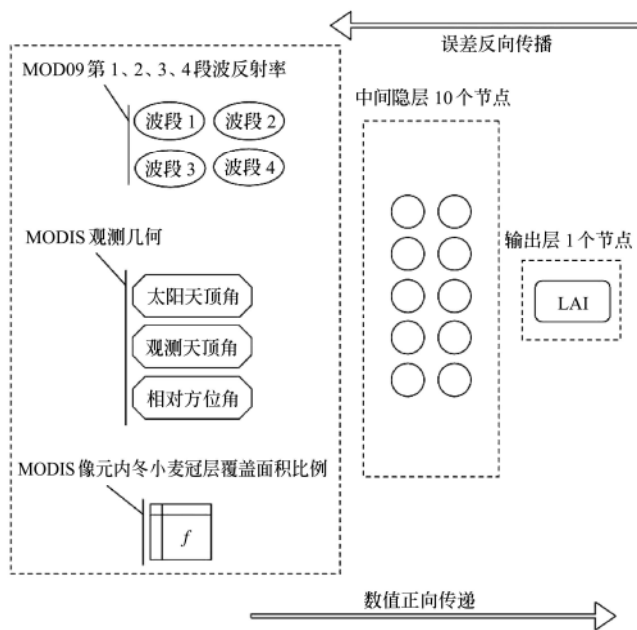 误差反向传播
MOD09第1、2、3、4段波反射率
波段1
波段2
波段3
波段4
MODIS观测几何
太阳天顶角
观测天顶角
相对方位角
MODIS像元内冬小麦冠层覆盖面积比例
f
中间隐层10个节点
输出层1个节点
LAI
数值正向传递